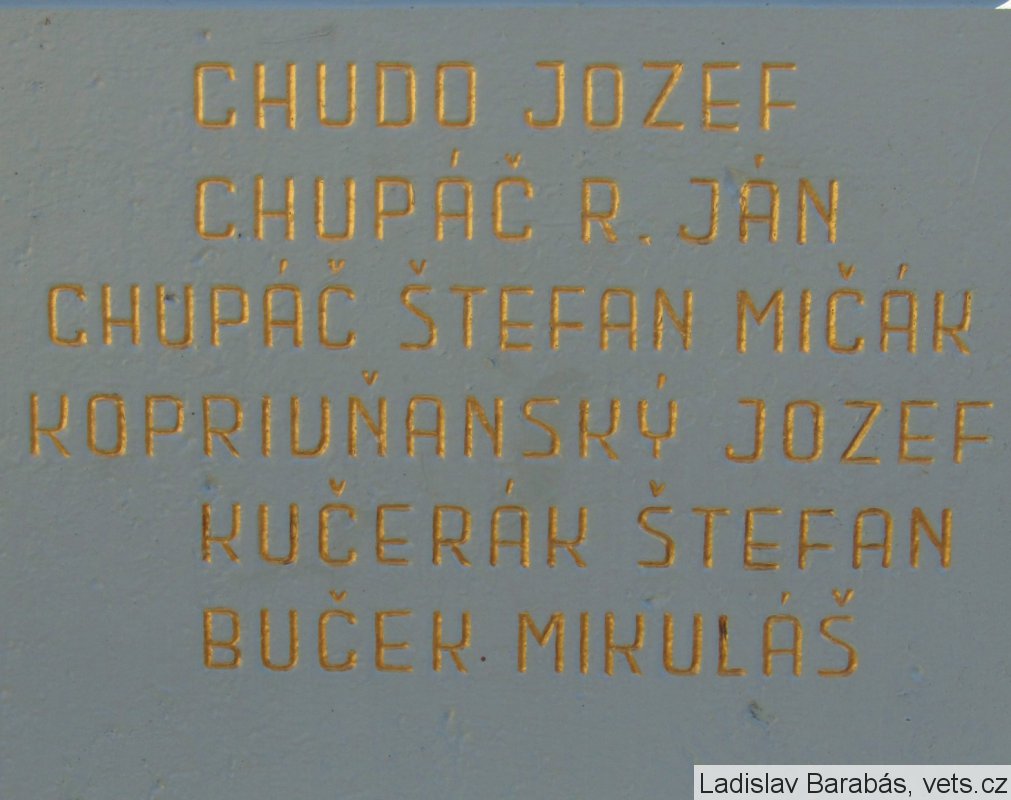 CHUDO JOZEF
CHUPÁČ R. JÁN
CHUPÁČ ŠTEFAN MIČÁK
KOPRIUŇANSKÝ JOZEF
KUČERÁK ŠTEFAN
BUČEK MIKULÁŠ
Ladislav Barabás, vets.cz